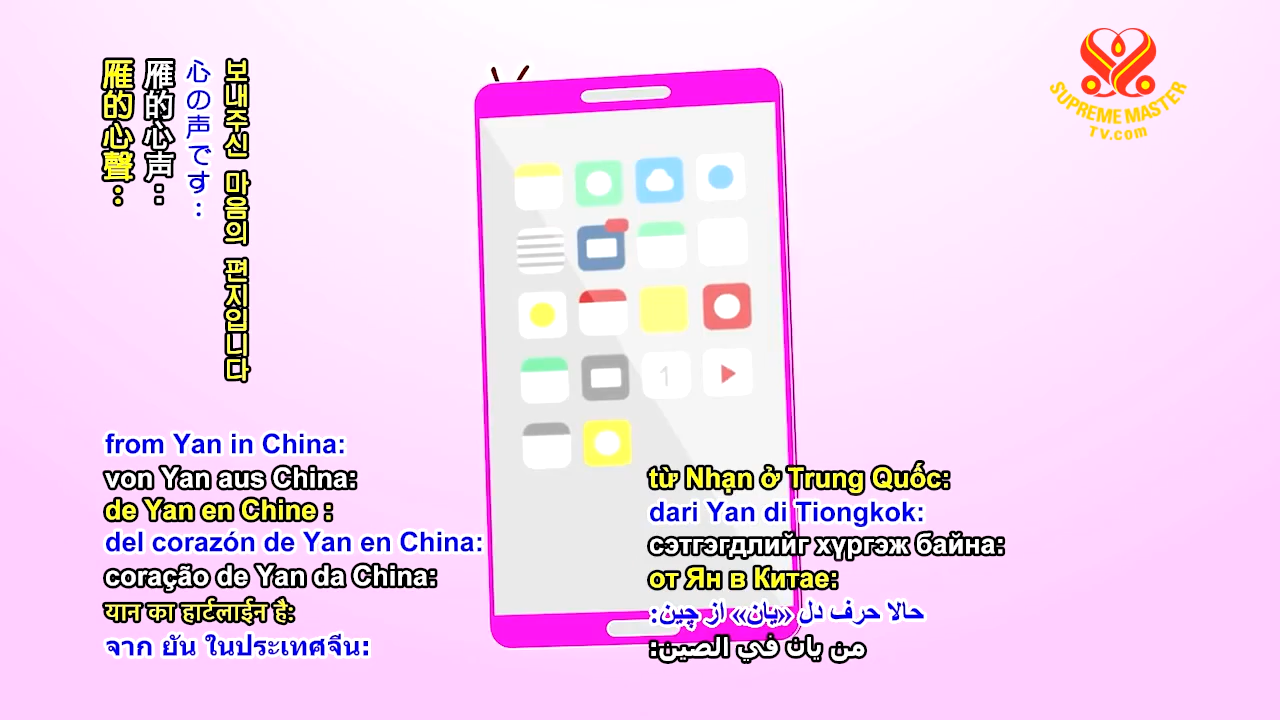 雁的心聲：
雁的心声：
心の声です：
보내주신 마음의 편지입니다
SUPREME MASTER
TV.com
1
from Yan in China:
von Yan aus China:
de Yan en Chine :
del corazón de Yan en China:
coração de Yan da China:
यान का हार्टलाईन है:
จาก ยัน ในประเทศจีน:
từ Nhạn ở Trung Quốc:
dari Yan di Tiongkok:
сэтгэгдлийг хүргэж байна:
от Ян в Китае:
حالا حرف دل «یان» از چین:
من يان في الصين: